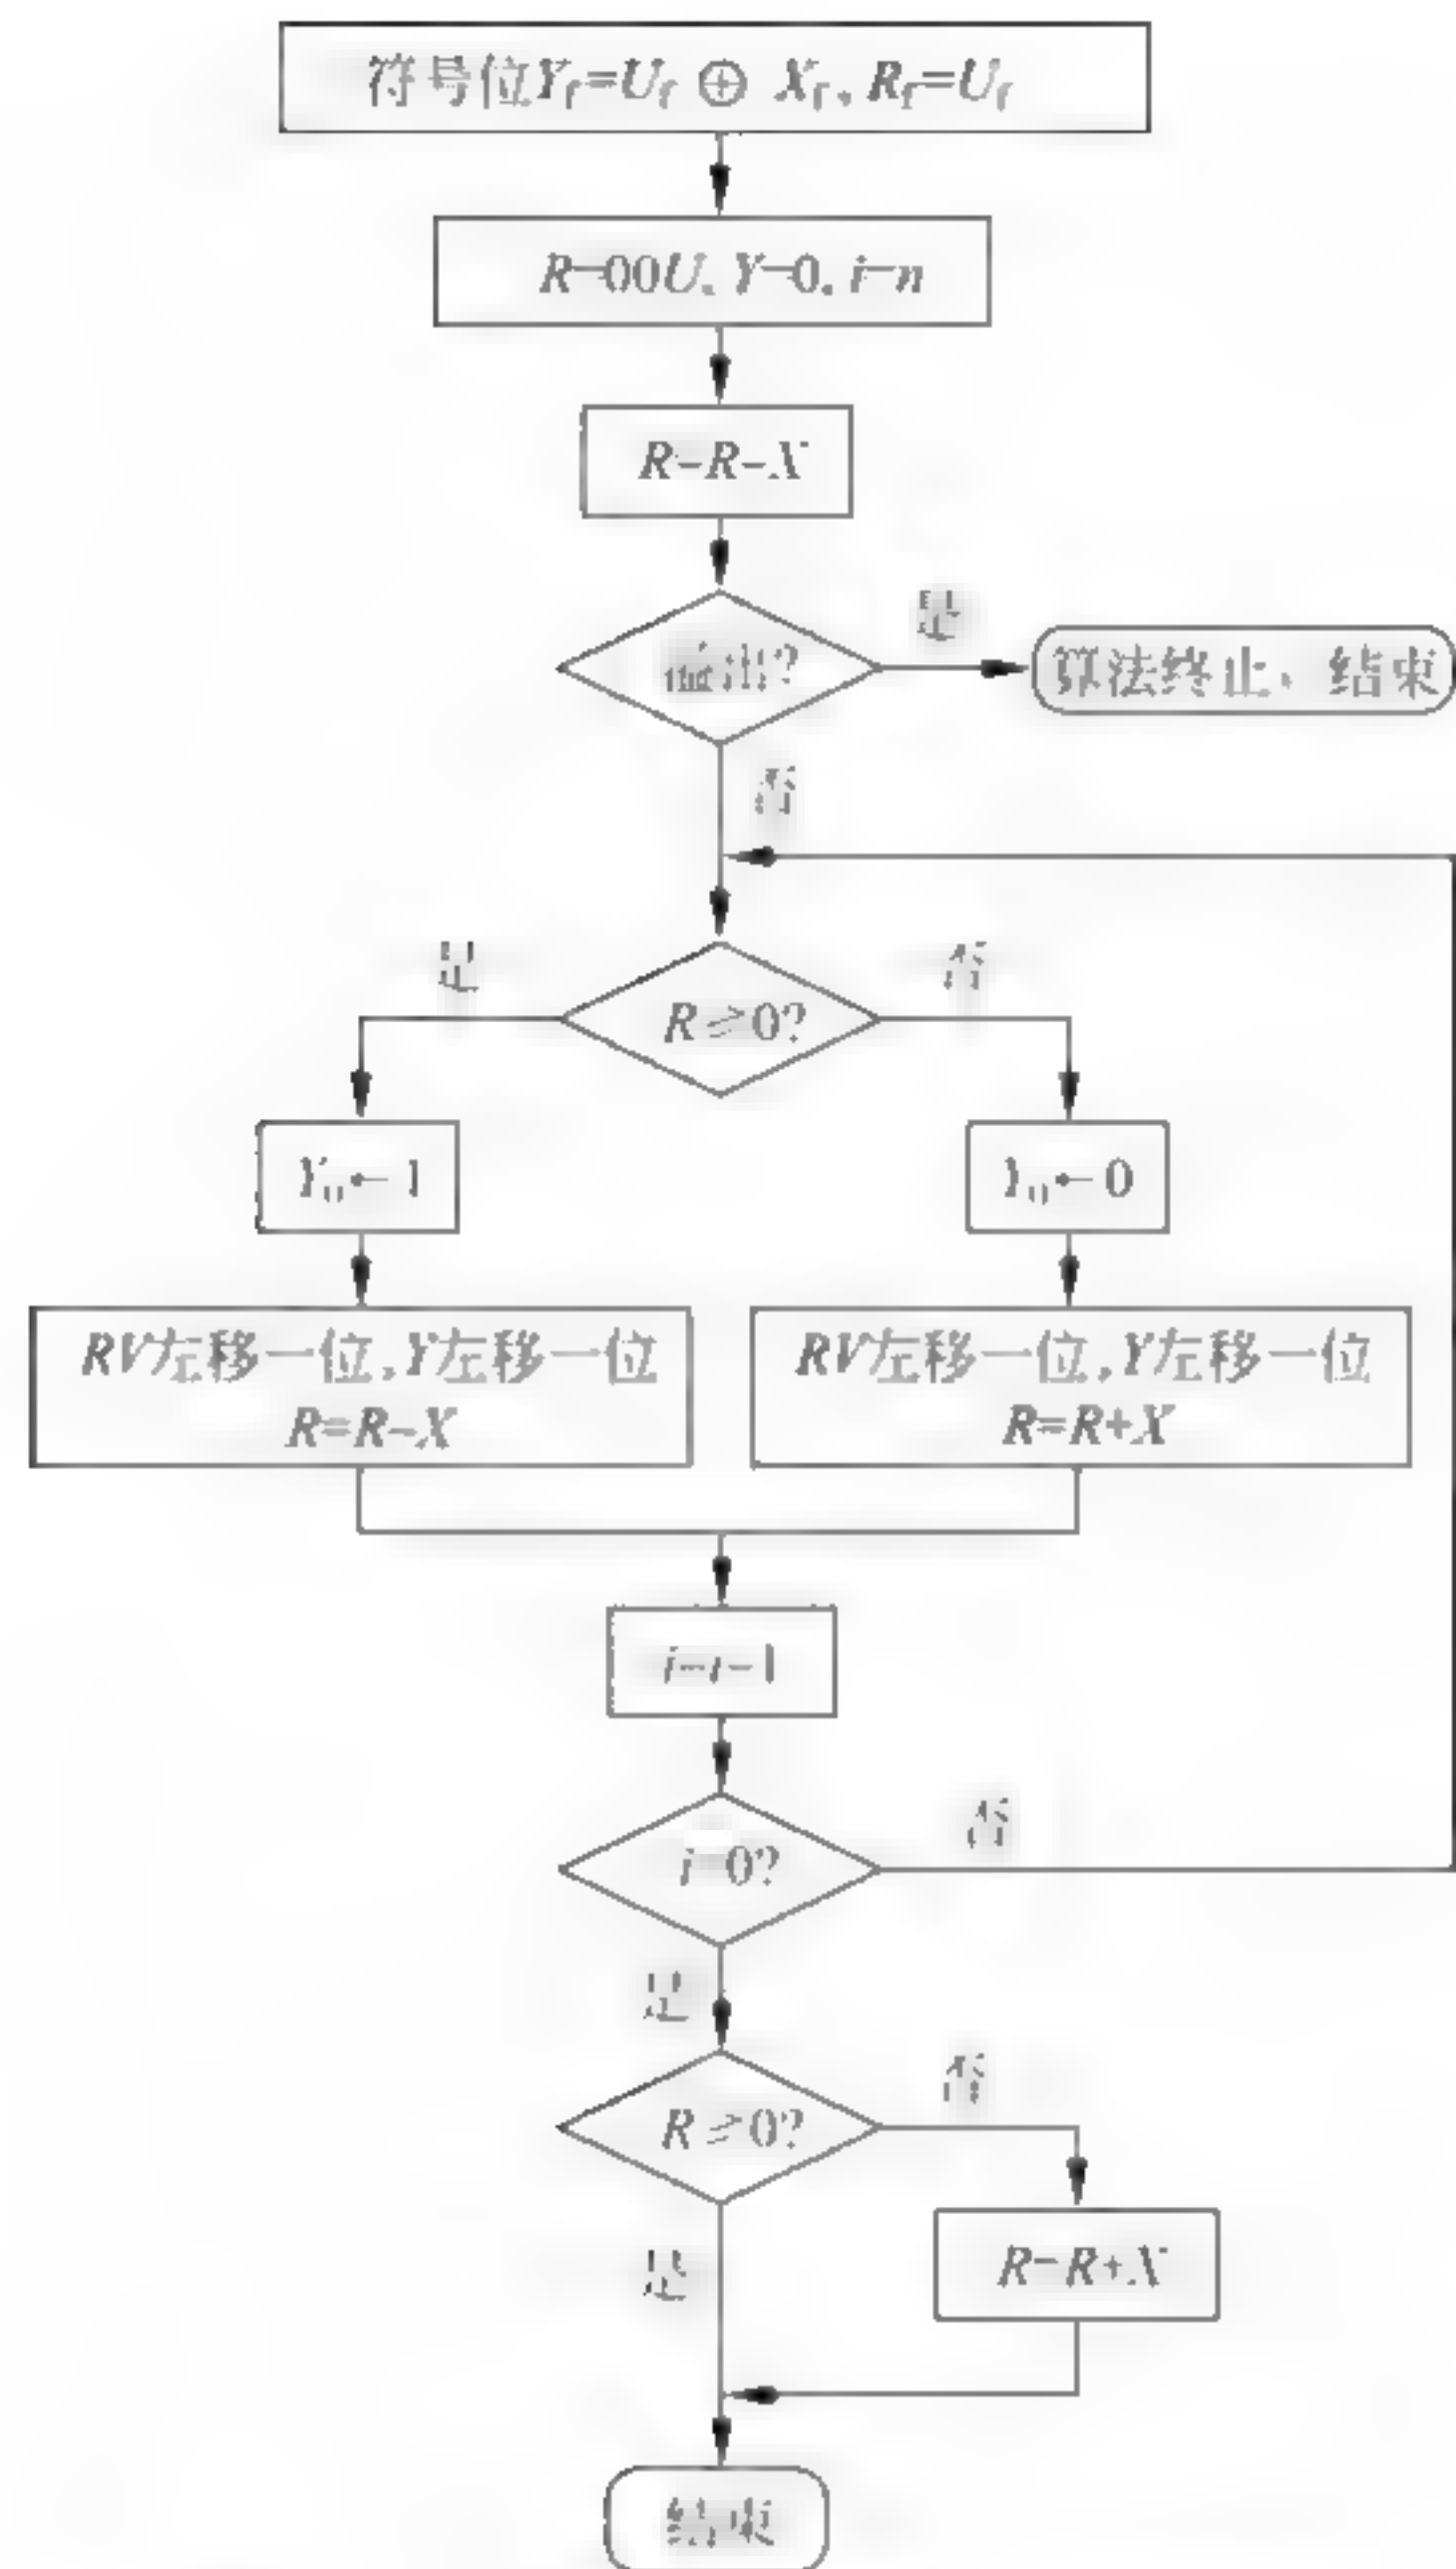 符号位Yf=Uf ⊕ Xf, Rf=Uf
R=00U, Y=0, i=n
R=R-X
溢出?
是
算法终止，结束
否
R≥0?
是
否
Y0←1
Y0←0
RV左移一位,Y左移一位
R=R-X
RV左移一位,Y左移一位
R=R+X
i=i-1
i=0?
否
是
R≥0?
否
R=R+X
是
结束